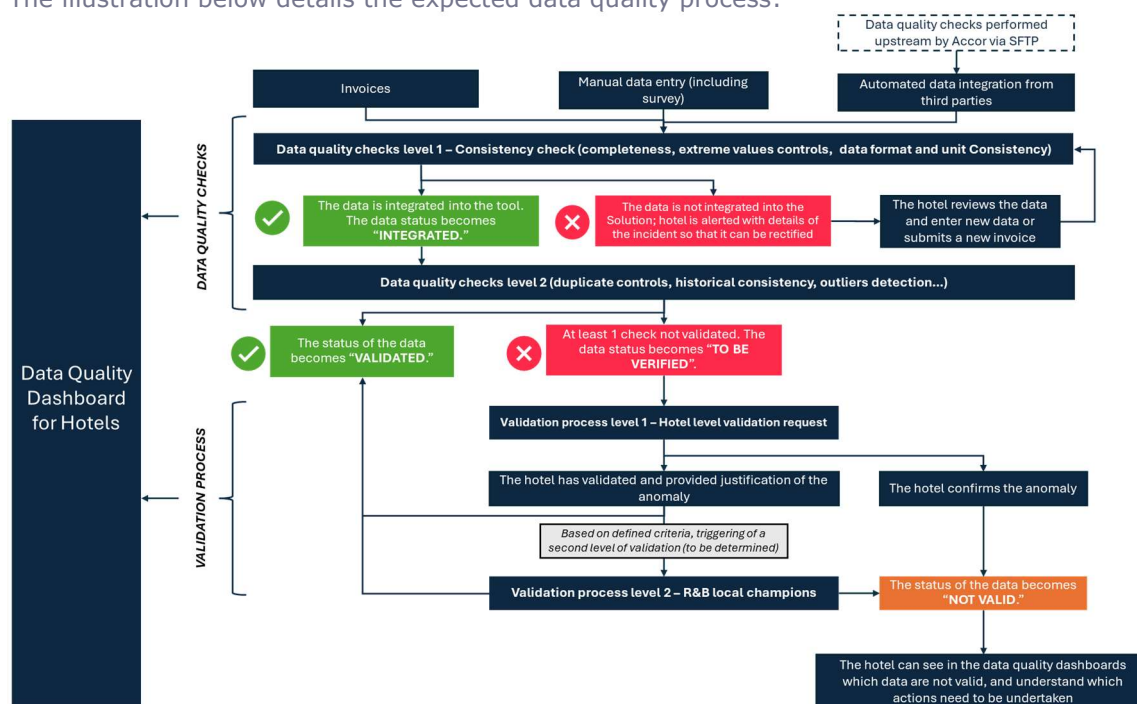 The illustration below details the expected data quality process:
Data quality checks performed
upstream by Accor via SFTP
Invoices
Manual data entry (including
survey)
Automated data integration from
third parties
DATA QUALITY CHECKS
Data quality checks level 1 – Consistency check (completeness, extreme values controls, data format and unit Consistency)
The data is integrated into the tool.
The data status becomes
“INTEGRATED.”
The data is not integrated into the
Solution; hotel is alerted with details of
the incident so that it can be rectified
The hotel reviews the data
and enter new data or
submits a new invoice
Data quality checks level 2 (duplicate controls, historical consistency, outliers detection...)
The status of the data
becomes “VALIDATED.”
At least 1 check not validated. The
data status becomes “TO BE
VERIFIED”.
Data Quality
Dashboard
for Hotels
VALIDATION PROCESS
Validation process level 1 – Hotel level validation request
The hotel has validated and provided justification of the
anomaly
The hotel confirms the anomaly
Based on defined criteria, triggering of a
second level of validation (to be determined)
Validation process level 2 – R&B local champions
The status of the data becomes
“NOT VALID.”
The hotel can see in the data quality dashboards
which data are not valid, and understand which
actions need to be undertaken